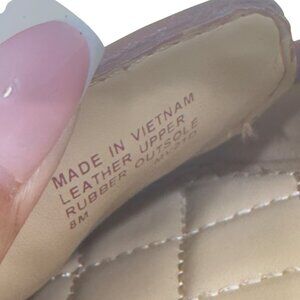 MADE IN VIETNAM
LEATHER UPPER
RUBBER OUTSOLE
8M